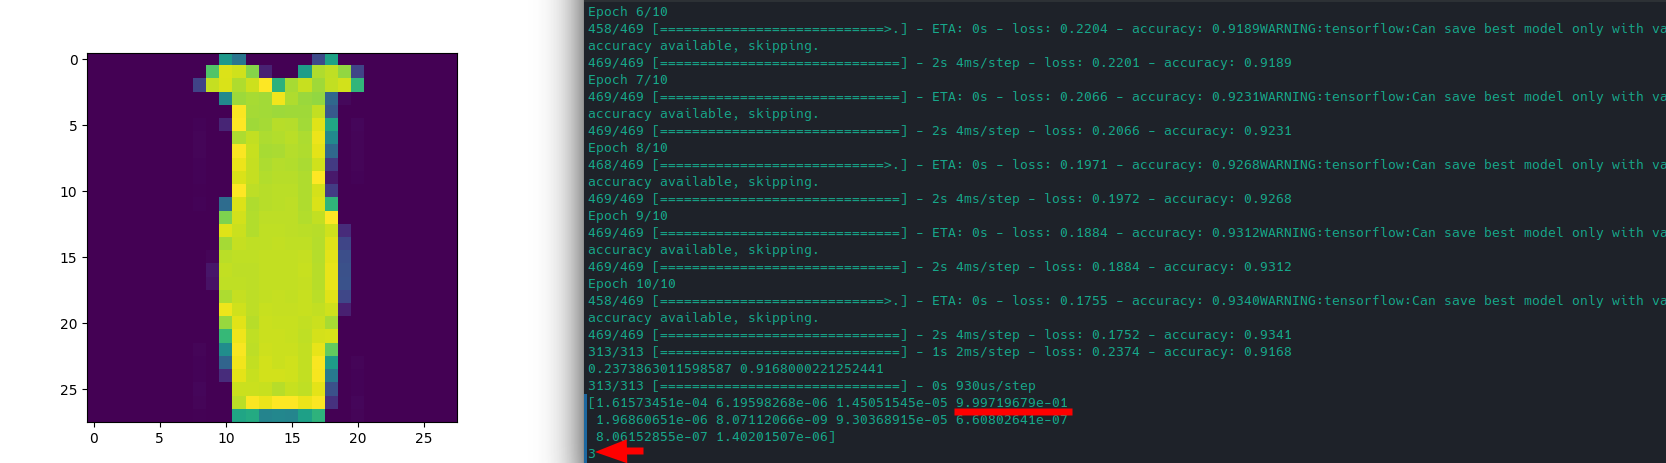 0
5
10
15
20
25
0 5 10 15 20 25
Epoch 6/10
458/469 [============================>.] - ETA: 0s - loss: 0.2204 - accuracy: 0.9189WARNING:tensorflow:Can save best model only with va
accuracy available, skipping.
469/469 [==============================] - 2s 4ms/step - loss: 0.2201 - accuracy: 0.9189
Epoch 7/10
469/469 [==============================] - ETA: 0s - loss: 0.2066 - accuracy: 0.9231WARNING:tensorflow:Can save best model only with va
accuracy available, skipping.
469/469 [==============================] - 2s 4ms/step - loss: 0.2066 - accuracy: 0.9231
Epoch 8/10
468/469 [============================>.] - ETA: 0s - loss: 0.1971 - accuracy: 0.9268WARNING:tensorflow:Can save best model only with va
accuracy available, skipping.
469/469 [==============================] - 2s 4ms/step - loss: 0.1972 - accuracy: 0.9268
Epoch 9/10
469/469 [==============================] - ETA: 0s - loss: 0.1884 - accuracy: 0.9312WARNING:tensorflow:Can save best model only with va
accuracy available, skipping.
469/469 [==============================] - 2s 4ms/step - loss: 0.1884 - accuracy: 0.9312
Epoch 10/10
458/469 [============================>.] - ETA: 0s - loss: 0.1755 - accuracy: 0.9340WARNING:tensorflow:Can save best model only with va
accuracy available, skipping.
469/469 [==============================] - 2s 4ms/step - loss: 0.1752 - accuracy: 0.9341
313/313 [==============================] - 1s 2ms/step - loss: 0.2374 - accuracy: 0.9168
0.2373863011598587 0.9168000221252441
313/313 [==============================] - 0s 930us/step
[1.61573451e-04 6.19598268e-06 1.45051545e-05 9.99719679e-01
1.96860651e-06 8.07112066e-09 9.30368915e-05 6.60802641e-07
8.06152855e-07 1.40201507e-06]
3